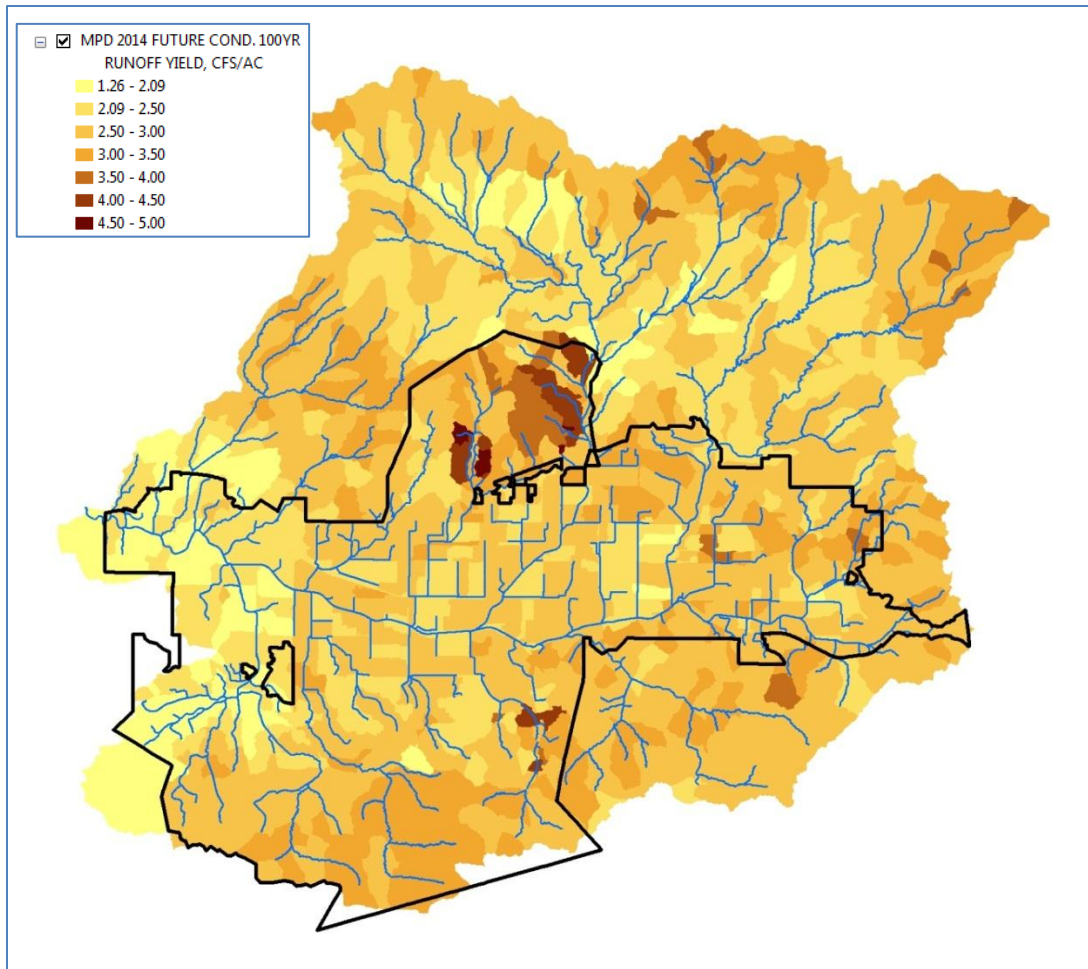 MPD 2014 FUTURE COND. 100YR
RUNOFF YIELD, CFS/AC
1.26 - 2.09
2.09 - 2.50
2.50 - 3.00
3.00 - 3.50
3.50 - 4.00
4.00 - 4.50
4.50 - 5.00